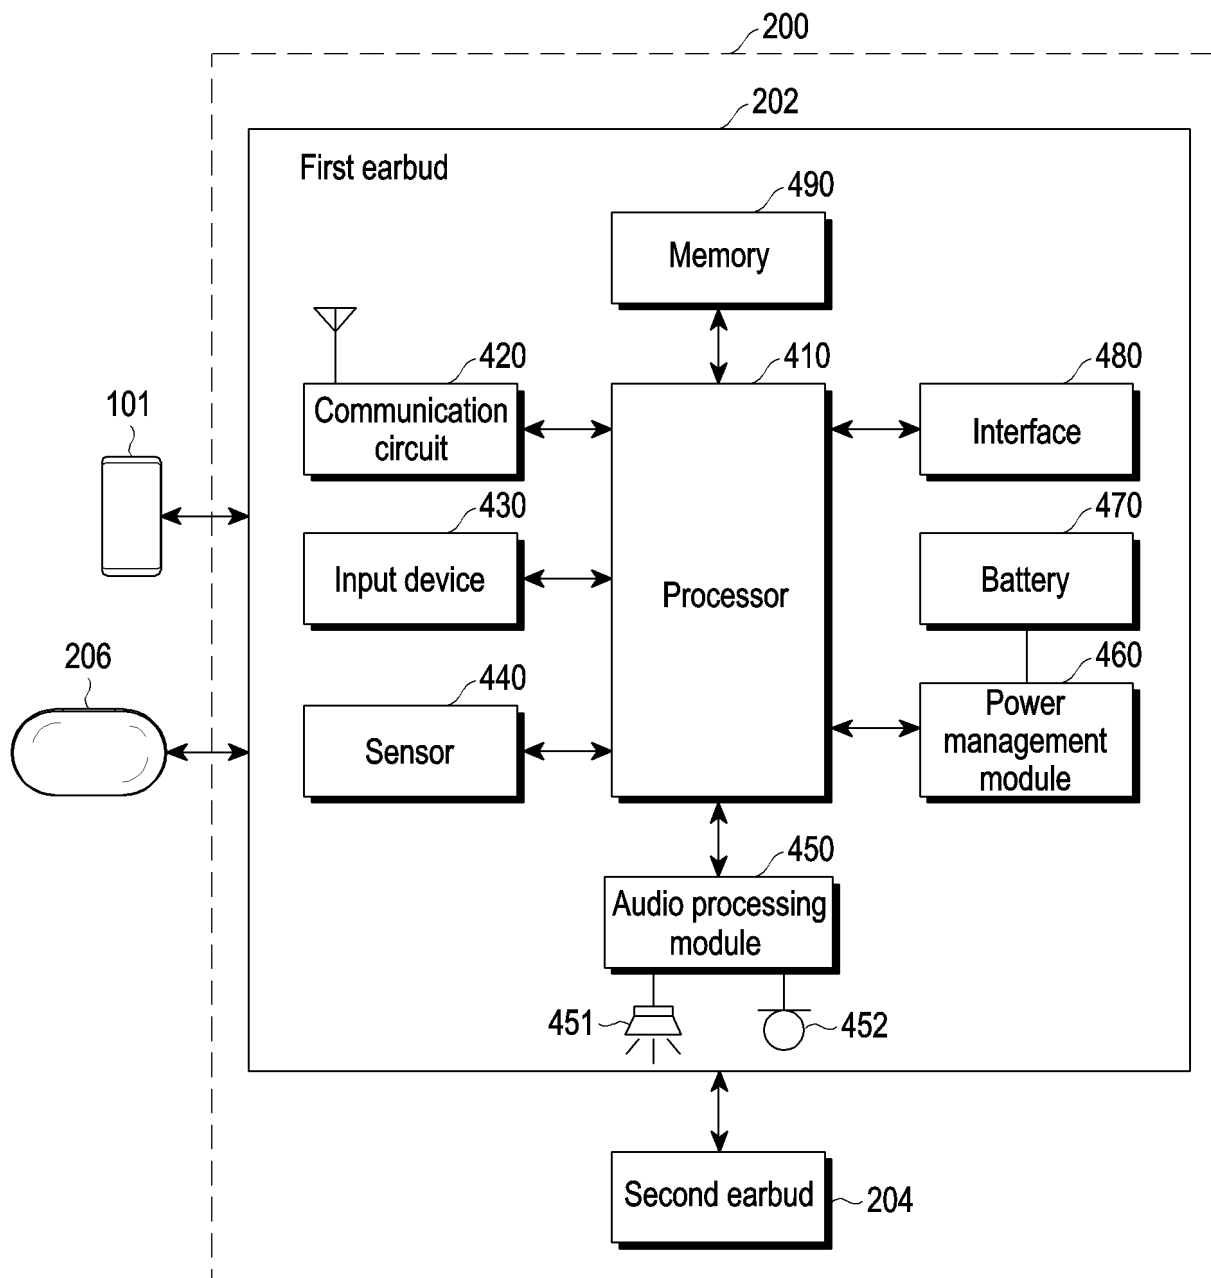 200
202
First earbud
490
Memory
420
410
480
Communication
circuit
Interface
101
430
470
Input device
Processor
Battery
206
440
460
Sensor
Power
management
module
450
Audio processing
module
451
452
Second earbud
204